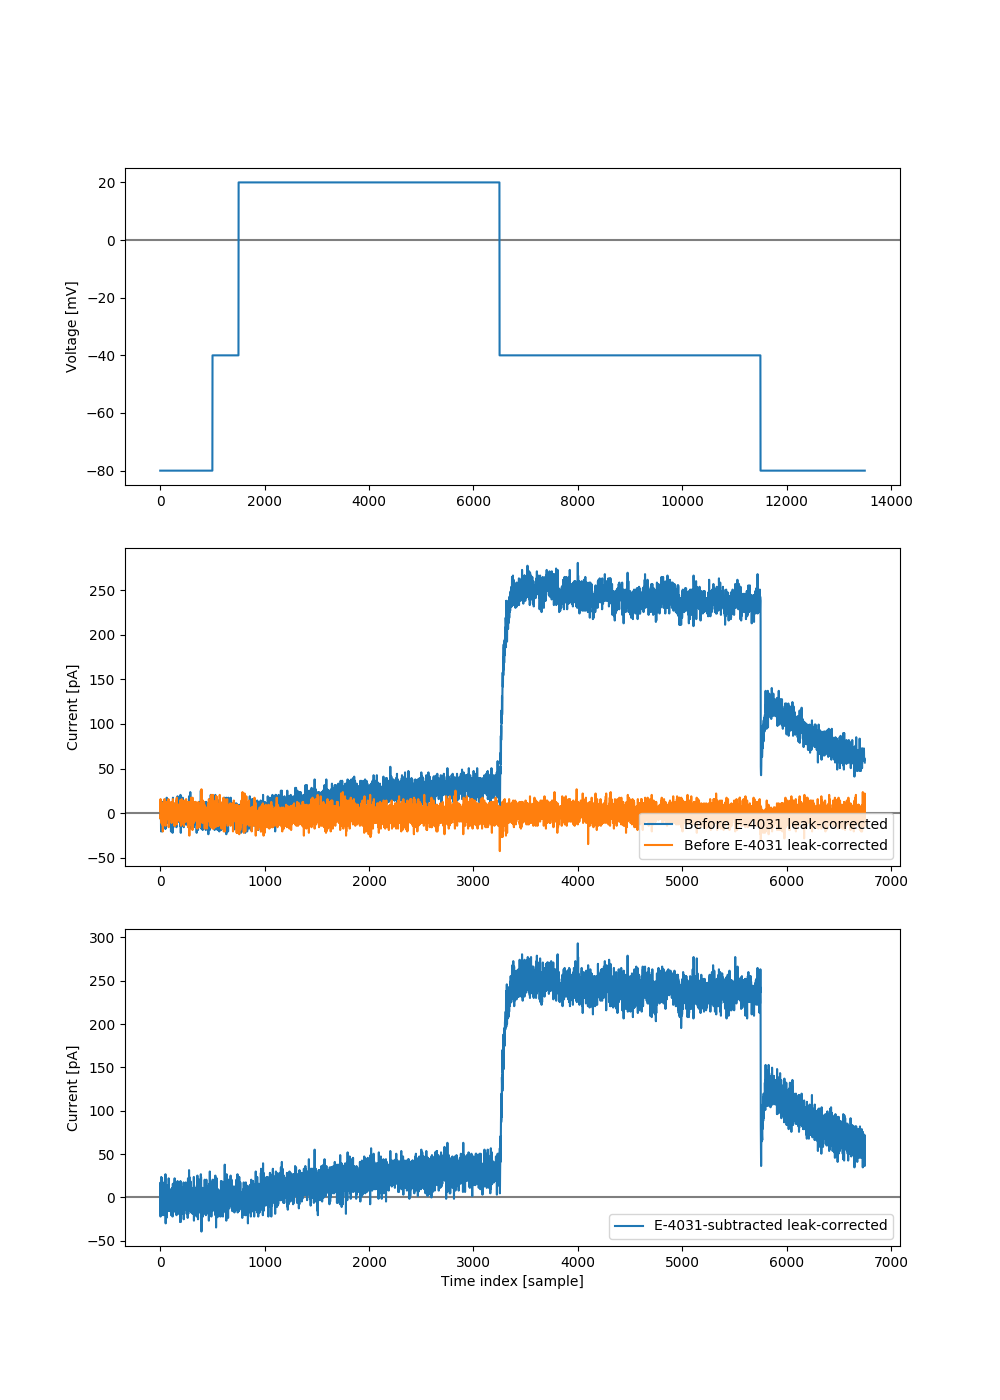 20
0
−20
−40
−60
−80
Voltage [mV]
0 2000 4000 6000 8000 10000 12000 14000
250
200
150
100
50
0
−50
Current [pA]
Before E-4031 leak-corrected
Before E-4031 leak-corrected
0 1000 2000 3000 4000 5000 6000 7000
300
250
200
150
100
50
0
−50
Current [pA]
E-4031-subtracted leak-corrected
0 1000 2000 3000 4000 5000 6000 7000
Time index [sample]